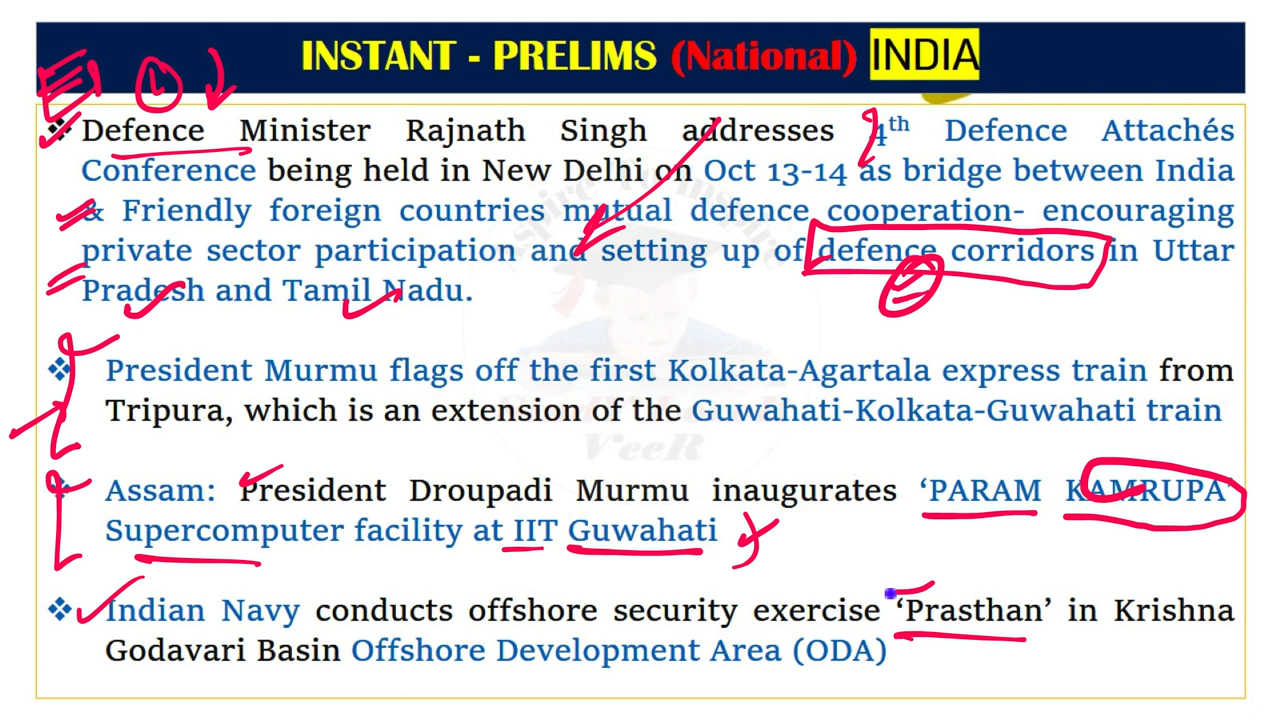 INSTANT - PRELIMS (National) INDIA
❖ Defence Minister Rajnath Singh addresses 4th Defence Attachés
Conference being held in New Delhi on Oct 13-14 as bridge between India
& Friendly foreign countries mutual defence cooperation- encouraging
private sector participation and setting up of defence corridors in Uttar
Pradesh and Tamil Nadu.
❖ President Murmu flags off the first Kolkata-Agartala express train from
Tripura, which is an extension of the Guwahati-Kolkata-Guwahati train
❖ Assam: President Droupadi Murmu inaugurates ‘PARAM KAMRUPA’
Supercomputer facility at IIT Guwahati
❖ Indian Navy conducts offshore security exercise ‘Prasthan’ in Krishna
Godavari Basin Offshore Development Area (ODA)